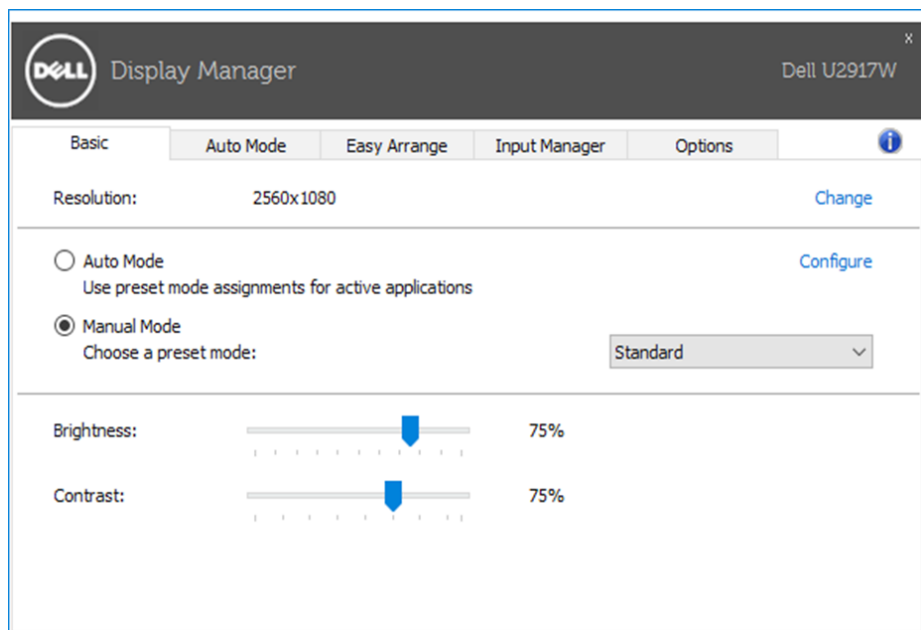 x
DELL Display Manager Dell U2917W
Basic Auto Mode Easy Arrange Input Manager Options i
Resolution: 2560x1080 Change
Auto Mode Configure
Use preset mode assignments for active applications
Manual Mode
Choose a preset mode: Standard
Brightness: 75%
Contrast: 75%